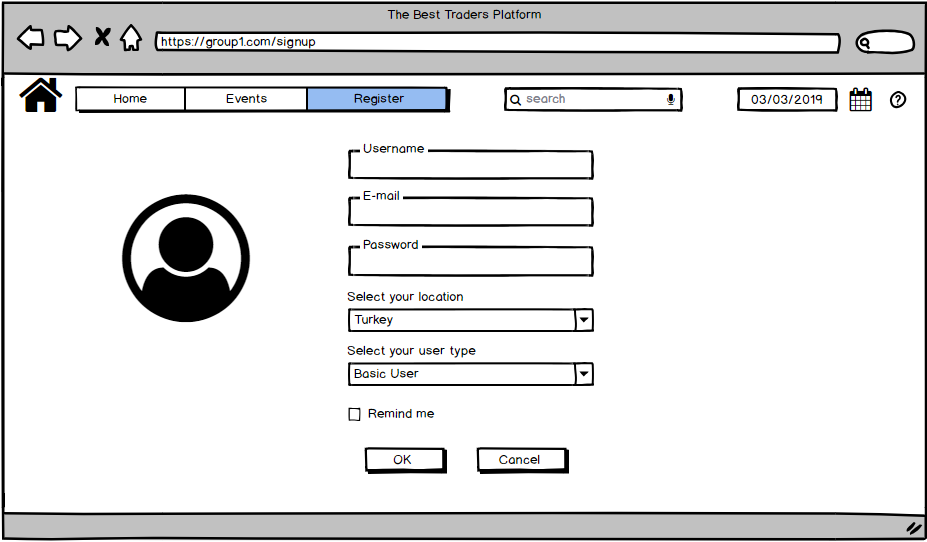 The Best Traders Platform
https://group1.com/signup
Home Events Register search 03/03/2019 ?
Username
E-mail
Password
Select your location
Turkey
Select your user type
Basic User
Remind me
OK Cancel